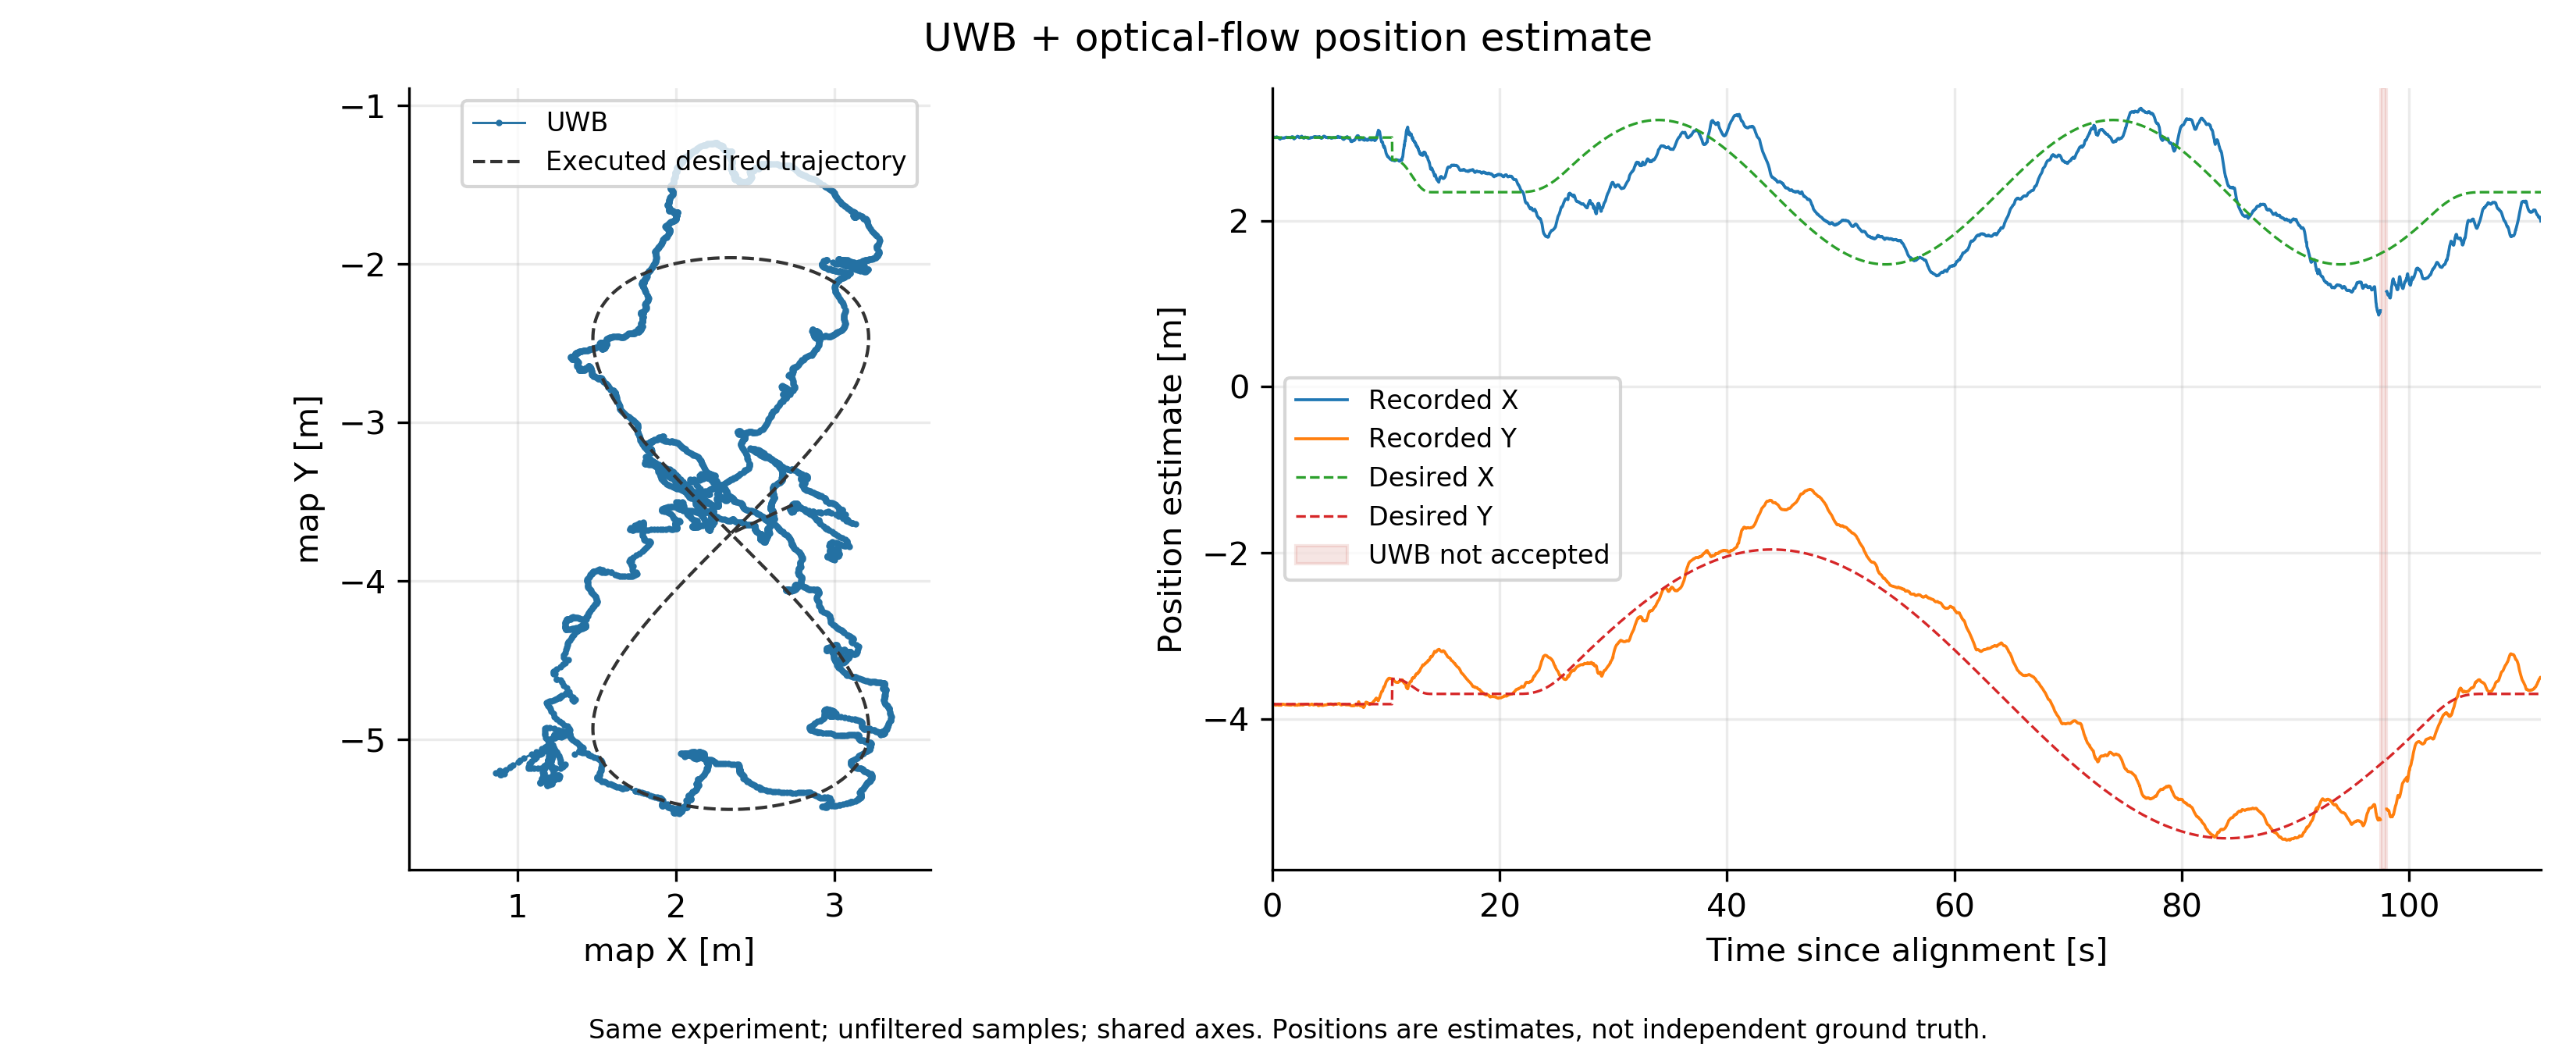 UWB + optical-flow position estimate
UWB
Executed desired trajectory
−1
−2
−3
−4
−5
map Y [m]
1 2 3
map X [m]
2
0
−2
−4
Position estimate [m]
Recorded X
Recorded Y
Desired X
Desired Y
UWB not accepted
0 20 40 60 80 100
Time since alignment [s]
Same experiment; unfiltered samples; shared axes. Positions are estimates, not independent ground truth.